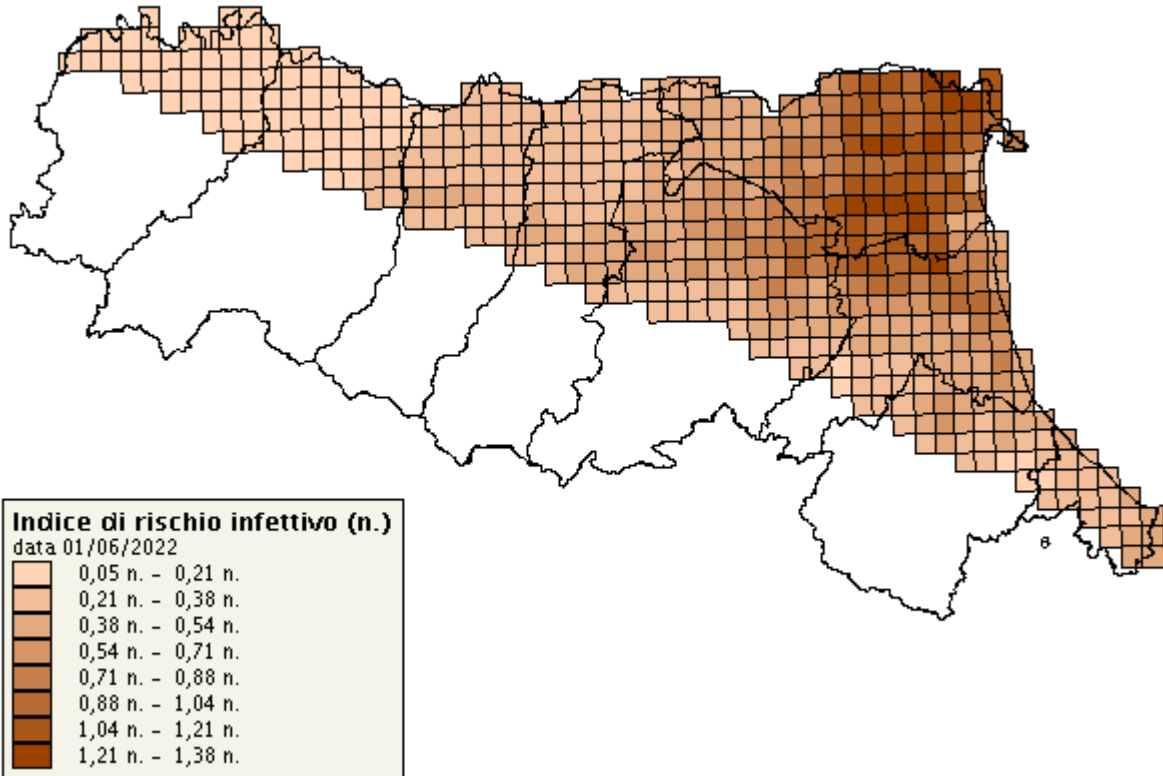 Indice di rischio infettivo (n.)
data 01/06/2022
0,05 n. - 0,21 n.
0,21 n. - 0,38 n.
0,38 n. - 0,54 n.
0,54 n. - 0,71 n.
0,71 n. - 0,88 n.
0,88 n. - 1,04 n.
1,04 n. - 1,21 n.
1,21 n. - 1,38 n.